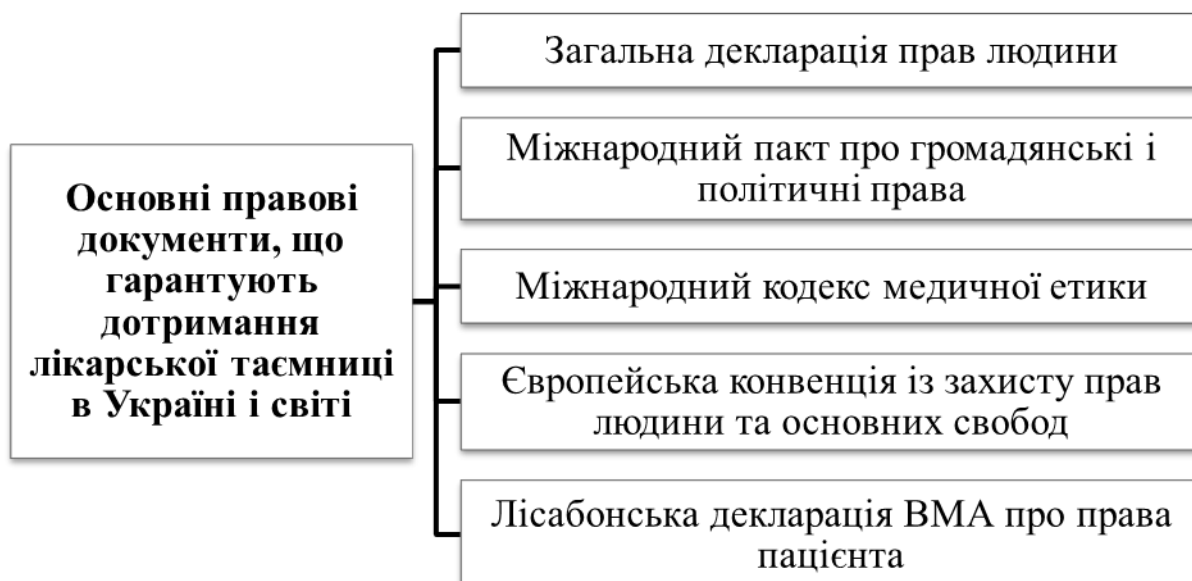 Основні правові
документи, що
гарантують
дотримання
лікарської таємниці
в Україні і світі
Загальна декларація прав людини
Міжнародний пакт про громадянські і
політичні права
Міжнародний кодекс медичної етики
Європейська конвенція із захисту прав
людини та основних свобод
Лісабонська декларація ВМА про права
пацієнта